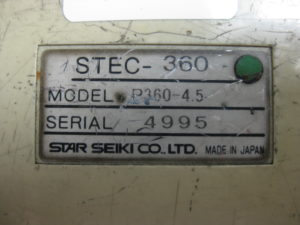 STEC-360
MODEL P360-4.5
SERIAL 4995
STAR SEIKI CO., LTD. MADE IN JAPAN